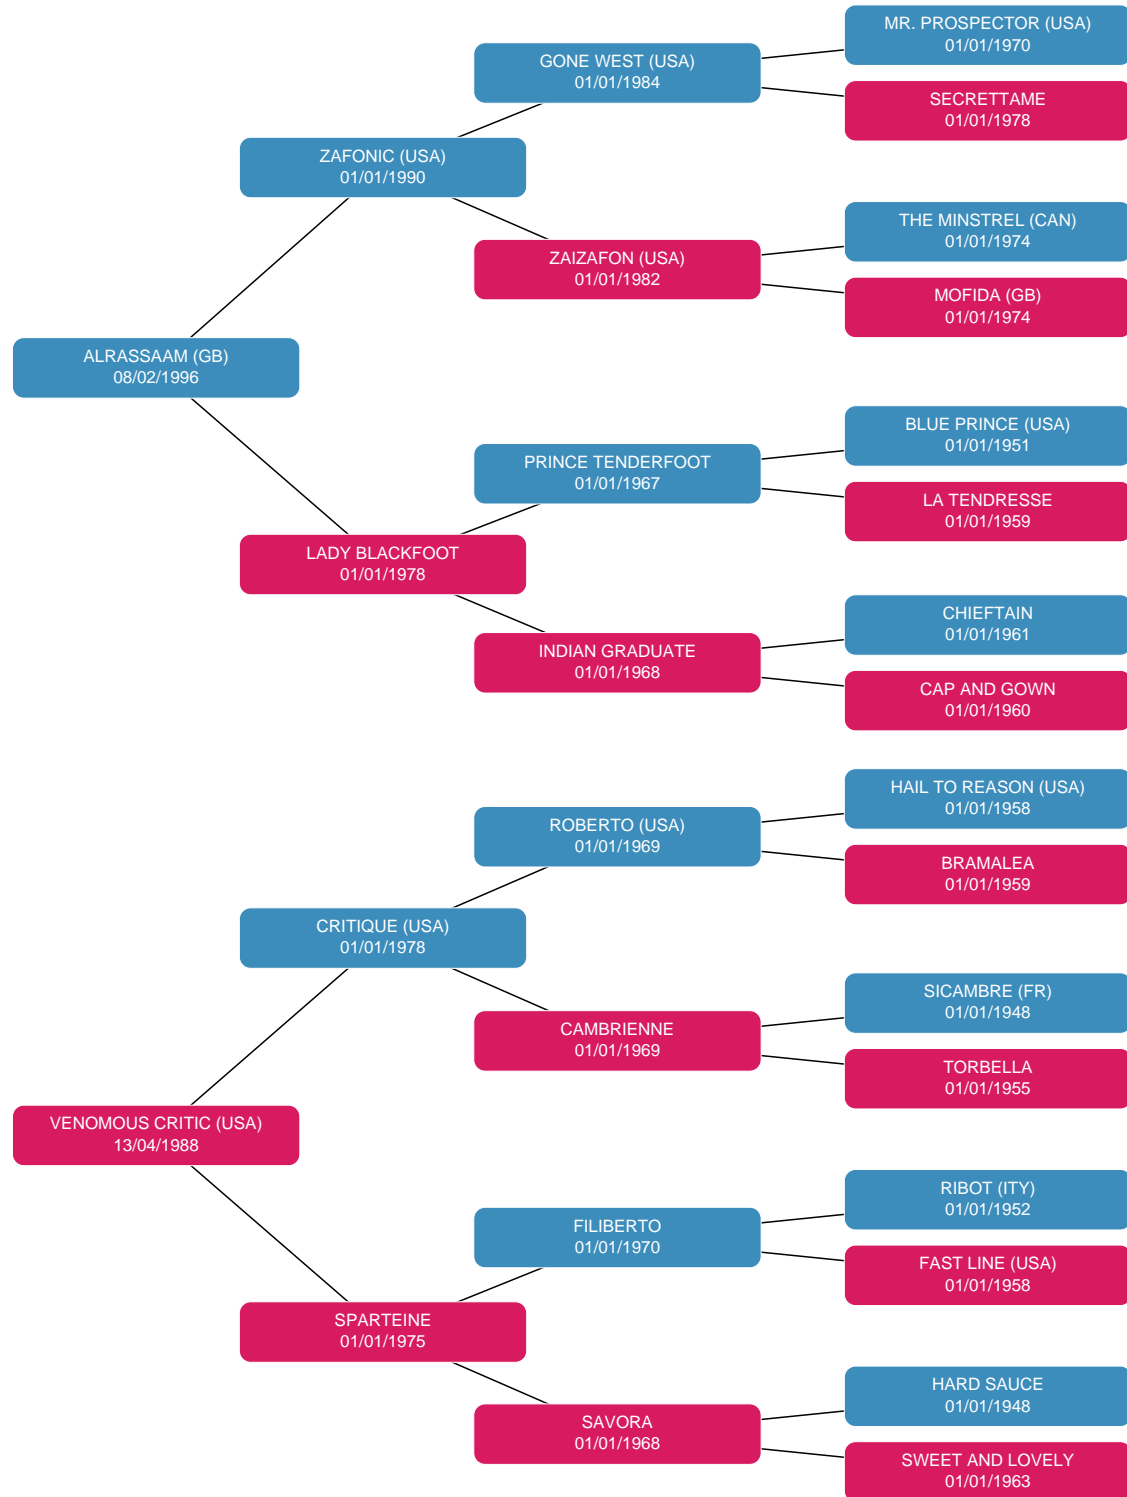 MR. PROSPECTOR (USA)
01/01/1970
GONE WEST (USA)
01/01/1984
SECRETTAME
01/01/1978
ZAFONIC (USA)
01/01/1990
THE MINSTREL (CAN)
01/01/1974
ZAIZAFON (USA)
01/01/1982
MOFIDA (GB)
01/01/1974
ALRASSAAM (GB)
08/02/1996
BLUE PRINCE (USA)
01/01/1951
PRINCE TENDERFOOT
01/01/1967
LA TENDRESSE
01/01/1959
LADY BLACKFOOT
01/01/1978
CHIEFTAIN
01/01/1961
INDIAN GRADUATE
01/01/1968
CAP AND GOWN
01/01/1960
HAIL TO REASON (USA)
01/01/1958
ROBERTO (USA)
01/01/1969
BRAMALEA
01/01/1959
CRITIQUE (USA)
01/01/1978
SICAMBRE (FR)
01/01/1948
CAMBRIENNE
01/01/1969
TORBELLA
01/01/1955
VENOMOUS CRITIC (USA)
13/04/1988
RIBOT (ITY)
01/01/1952
FILIBERTO
01/01/1970
FAST LINE (USA)
01/01/1958
SPARTEINE
01/01/1975
HARD SAUCE
01/01/1948
SAVORA
01/01/1968
SWEET AND LOVELY
01/01/1963